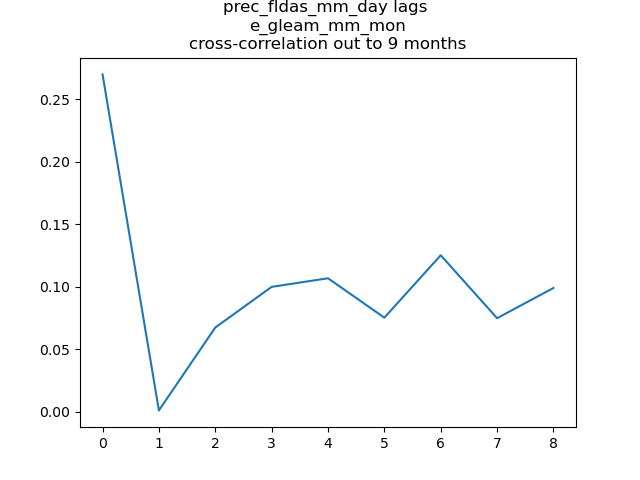 prec_fldas_mm_day lags
e_gleam_mm_mon
cross-correlation out to 9 months
0.25
0.20
0.15
0.10
0.05
0.00
0 1 2 3 4 5 6 7 8